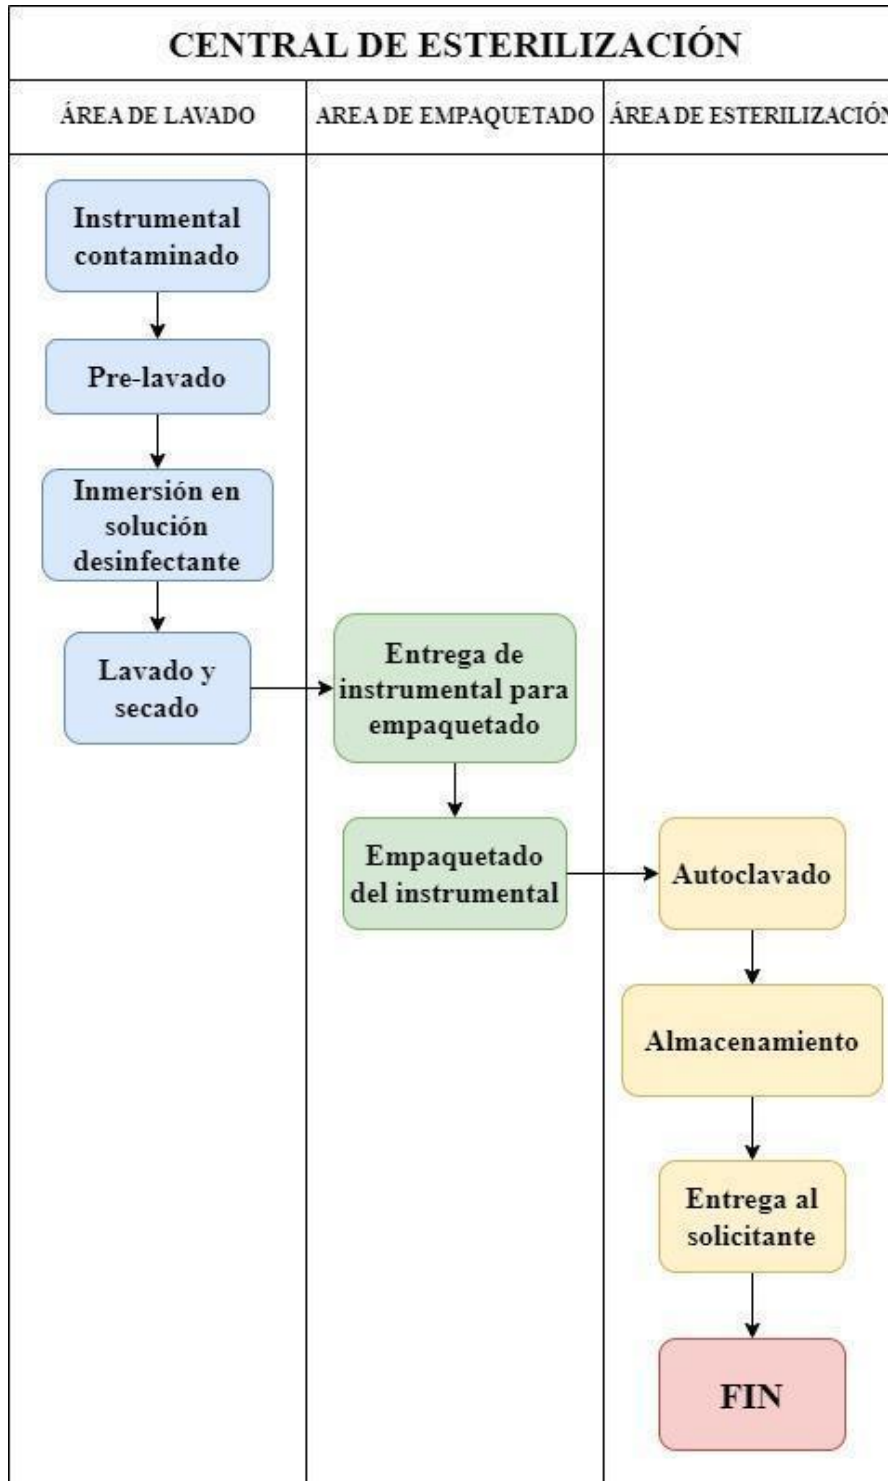 CENTRAL DE ESTERILIZACIÓN
ÁREA DE LAVADO
AREA DE EMPAQUETADO
ÁREA DE ESTERILIZACIÓN
Instrumental
contaminado
Pre-lavado
Inmersión en
solución
desinfectante
Lavado y
secado
Entrega de
instrumental para
empaquetado
Empaquetado
del instrumental
Autoclavado
Almacenamiento
Entrega al
solicitante
FIN